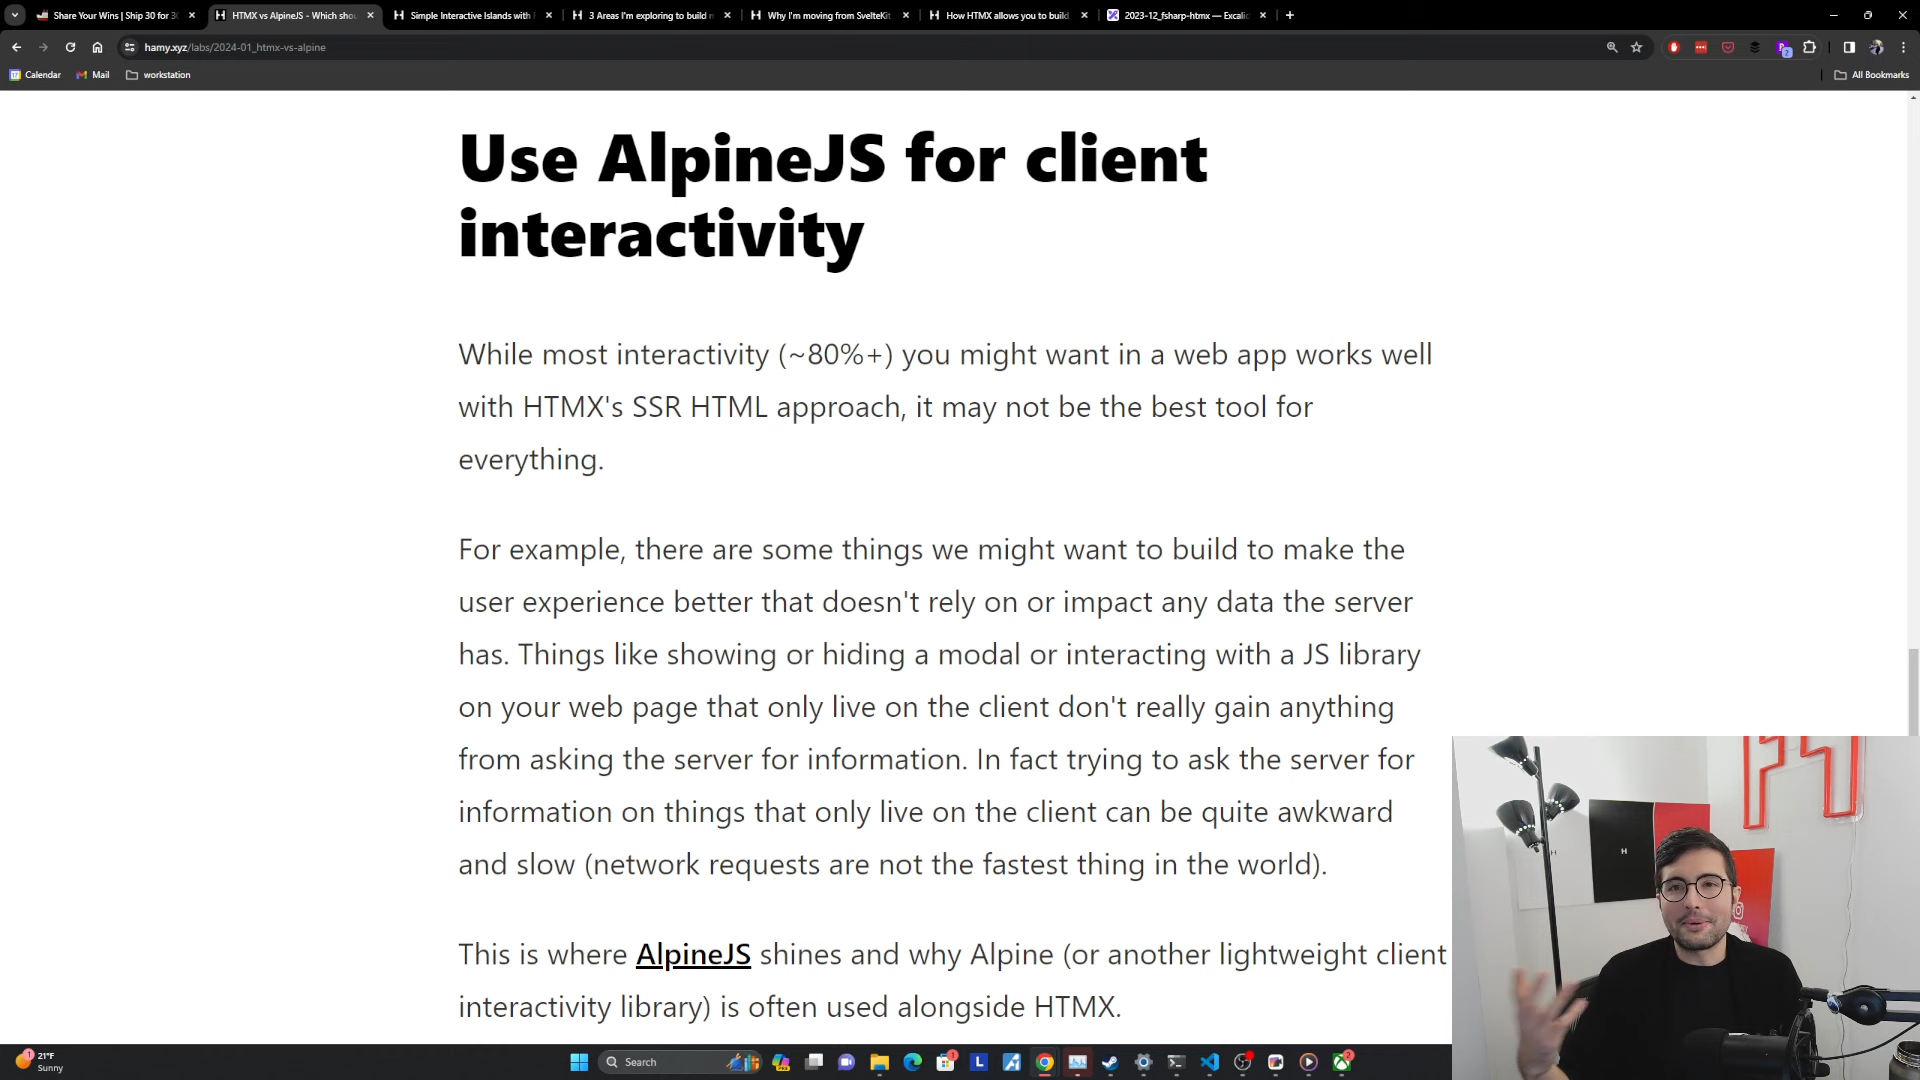 Share Your Wins | Ship 30 for 30
HTMX vs AlpineJS - Which shou
Simple Interactive Islands with
3 Areas I'm exploring to build
Why I'm moving from SvelteKit
How HTMX allows you to build
2023-12_fsharp-htmx — Excalid
hamy.xyz/labs/2024-01_htmx-vs-alpine
Calendar
Mail
workstation
All Bookmarks
Use AlpineJS for client
interactivity
While most interactivity (~80%+) you might want in a web app works well
with HTMX's SSR HTML approach, it may not be the best tool for
everything.
For example, there are some things we might want to build to make the
user experience better that doesn't rely on or impact any data the server
has. Things like showing or hiding a modal or interacting with a JS library
on your web page that only live on the client don't really gain anything
from asking the server for information. In fact trying to ask the server for
information on things that only live on the client can be quite awkward
and slow (network requests are not the fastest thing in the world).
This is where AlpineJS shines and why Alpine (or another lightweight client
interactivity library) is often used alongside HTMX.
H
21°F
Sunny
Search